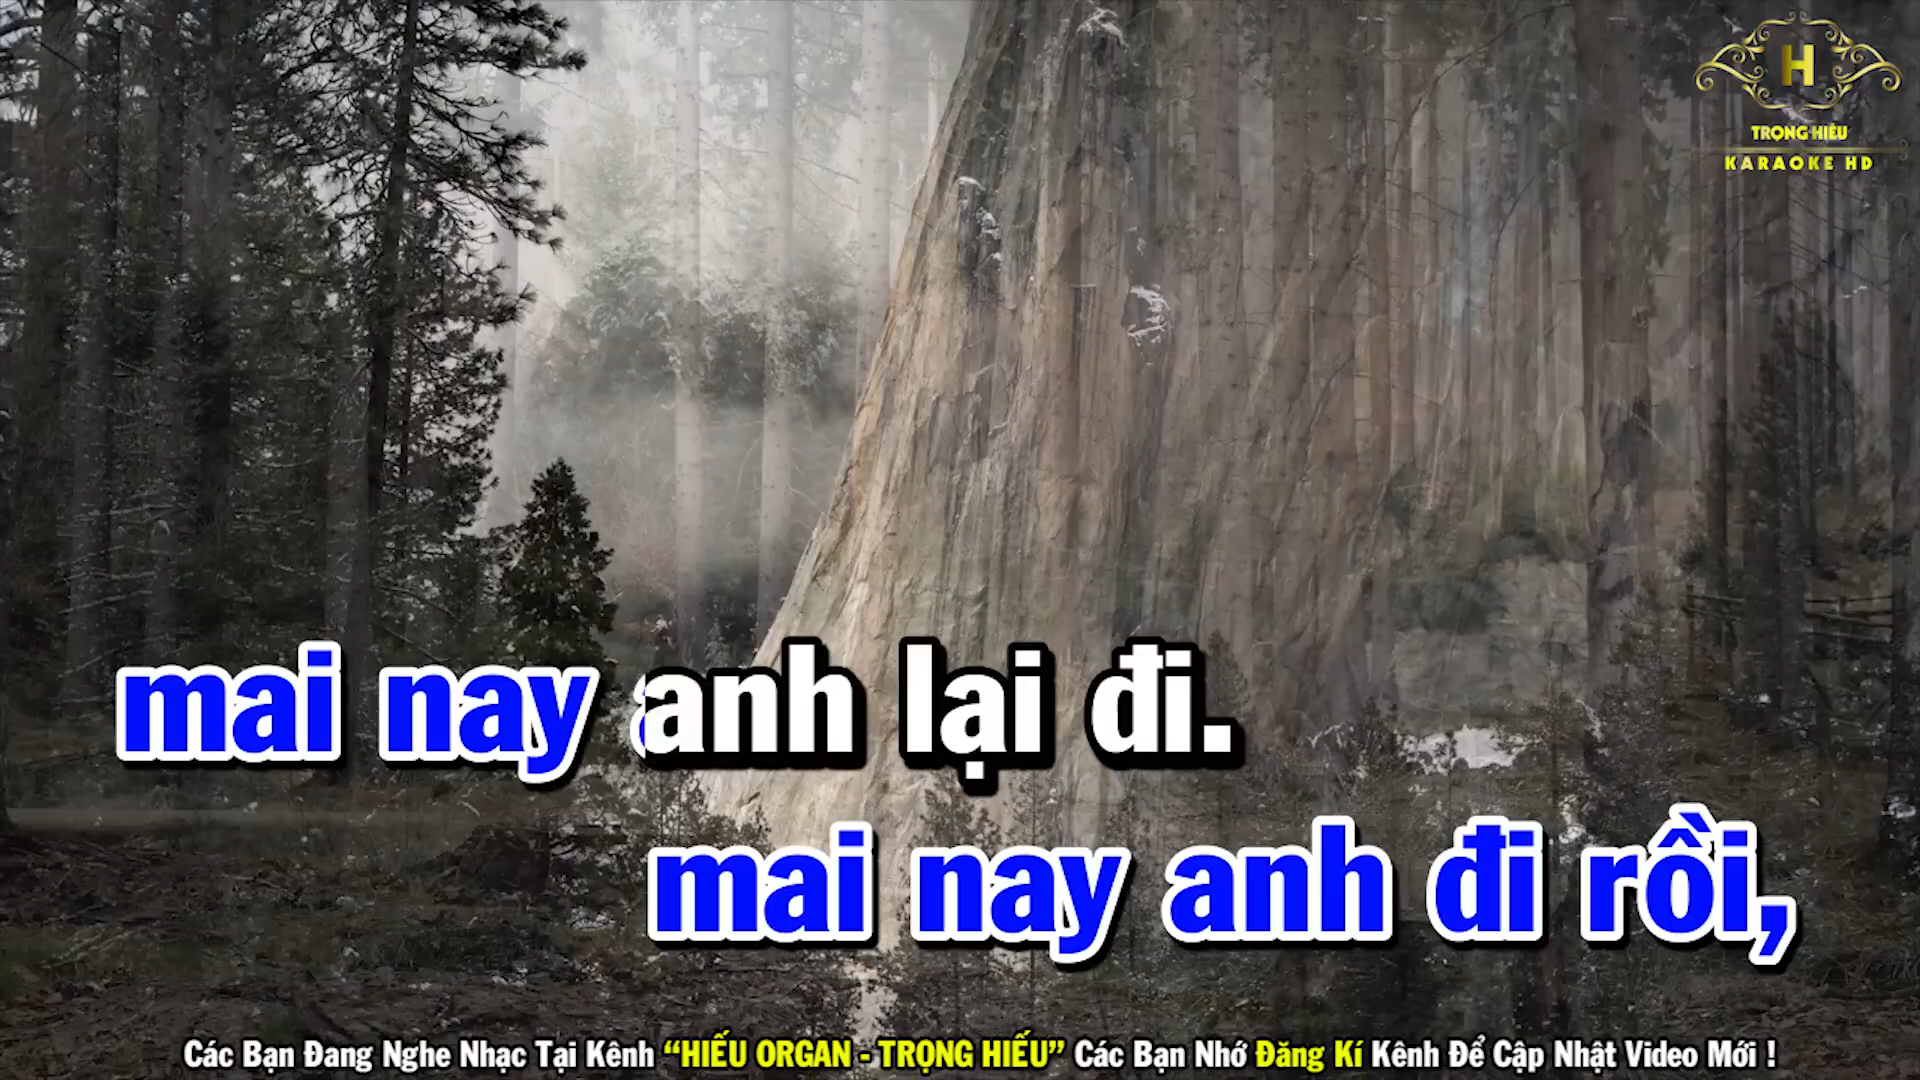 H
TRỌNG HIẾU
KARAOKE HD
mai nay anh lại đi.
mai nay anh đi rồi,
Các Bạn Đang Nghe Nhạc Tại Kênh “HIẾU ORGAN - TRỌNG HIẾU” Các Bạn Nhớ Đăng Kí Kênh Để Cập Nhật Video Mới !